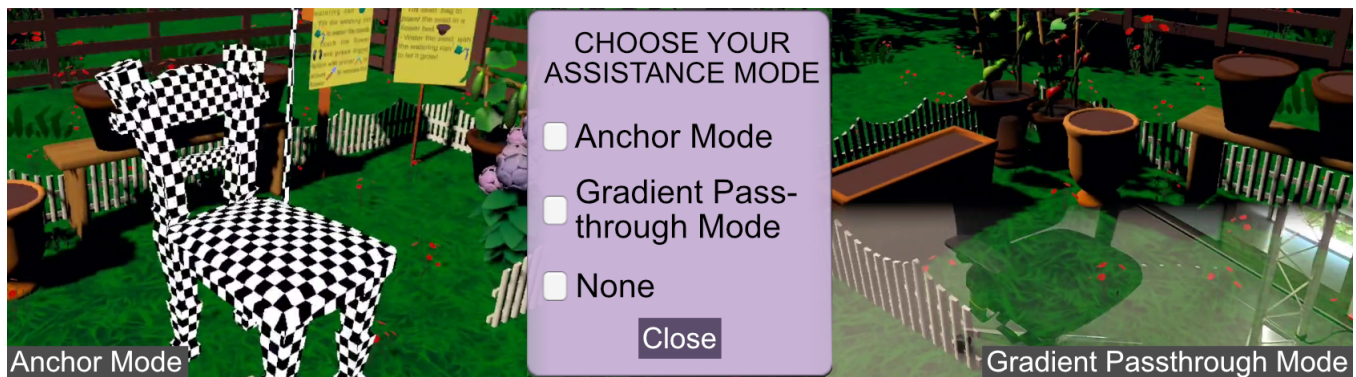 CHOOSE YOUR
ASSISTANCE MODE
Anchor Mode
Gradient Pass-
through Mode
None
Close
Anchor Mode
Gradient Passthrough Mode